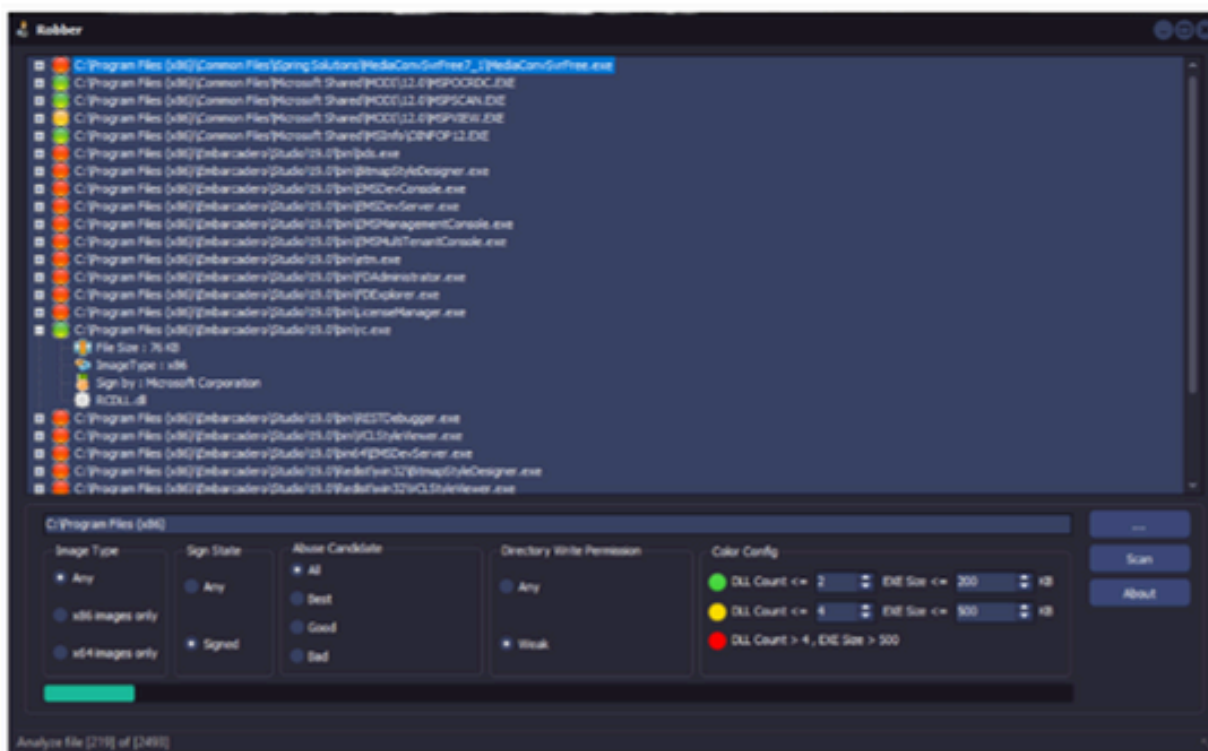 Robber
C:\Program Files (x86)\Common Files\Spring Solutions\MediaConvSvrFree7_1\MediaConvSvrFree.exe
C:\Program Files (x86)\Common Files\Microsoft Shared\MODI\12.0\MSPOCRDC.EXE
C:\Program Files (x86)\Common Files\Microsoft Shared\MODI\12.0\MSPSCAN.EXE
C:\Program Files (x86)\Common Files\Microsoft Shared\MODI\12.0\MSPVIEW.EXE
C:\Program Files (x86)\Common Files\Microsoft Shared\MSInfo\OINFOP12.EXE
C:\Program Files (x86)\Embarcadero\Studio\19.0\bin\bds.exe
C:\Program Files (x86)\Embarcadero\Studio\19.0\bin\BitmapStyleDesigner.exe
C:\Program Files (x86)\Embarcadero\Studio\19.0\bin\EMSDevConsole.exe
C:\Program Files (x86)\Embarcadero\Studio\19.0\bin\EMSDevServer.exe
C:\Program Files (x86)\Embarcadero\Studio\19.0\bin\EMSManagementConsole.exe
C:\Program Files (x86)\Embarcadero\Studio\19.0\bin\EMSMultiTenantConsole.exe
C:\Program Files (x86)\Embarcadero\Studio\19.0\bin\etm.exe
C:\Program Files (x86)\Embarcadero\Studio\19.0\bin\FDAdministrator.exe
C:\Program Files (x86)\Embarcadero\Studio\19.0\bin\FDExplorer.exe
C:\Program Files (x86)\Embarcadero\Studio\19.0\bin\LicenseManager.exe
C:\Program Files (x86)\Embarcadero\Studio\19.0\bin\rc.exe
File Size : 76 KB
ImageType : x86
Sign by : Microsoft Corporation
RCDLL.dll
C:\Program Files (x86)\Embarcadero\Studio\19.0\bin\RESTDebugger.exe
C:\Program Files (x86)\Embarcadero\Studio\19.0\bin\VCLStyleViewer.exe
C:\Program Files (x86)\Embarcadero\Studio\19.0\bin64\EMSDevServer.exe
C:\Program Files (x86)\Embarcadero\Studio\19.0\Redist\win32\BitmapStyleDesigner.exe
C:\Program Files (x86)\Embarcadero\Studio\19.0\Redist\win32\VCLStyleViewer.exe
C:\Program Files (x86)
...
Scan
About
Image Type
Any
x86 images only
x64 images only
Sign State
Any
Signed
Abuse Candidate
All
Best
Good
Bad
Directory Write Permission
Any
Weak
Color Config
DLL Count <= 2 EXE Size <= 200 KB
DLL Count <= 4 EXE Size <= 500 KB
DLL Count > 4 , EXE Size > 500
Analyze file [219] of [2493]